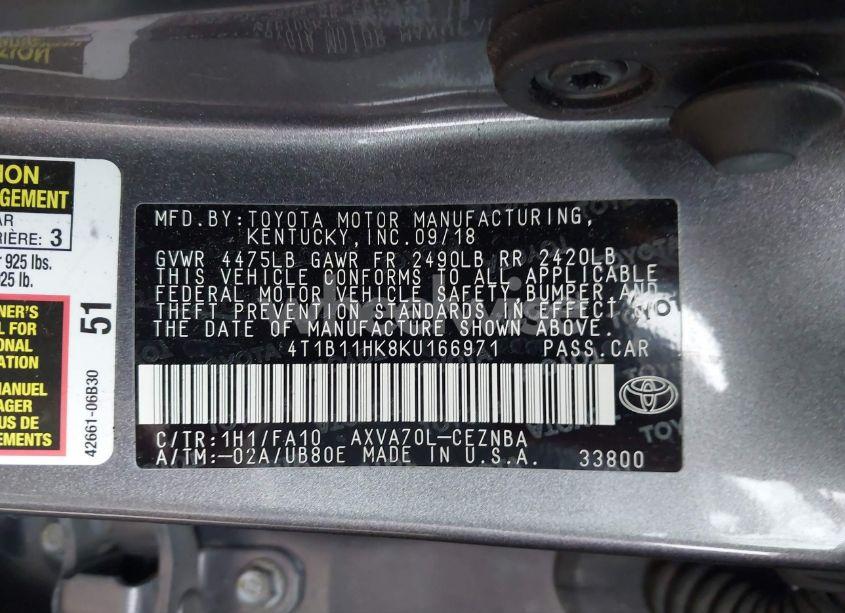 ION
GEMENT
AR
RIÈRE: 3
925 lbs.
25 lb.
NER'S
L FOR
IONAL
ATION
MANUEL
AGER
US DE
EMENTS
51
42661-06B30
MFD.BY:TOYOTA MOTOR MANUFACTURING,
KENTUCKY,INC.09/18
GVWR 4475LB GAWR FR 2490LB RR 2420LB
THIS VEHICLE CONFORMS TO ALL APPLICABLE
FEDERAL MOTOR VEHICLE SAFETY,BUMPER,AND
THEFT PREVENTION STANDARDS IN EFFECT ON
THE DATE OF MANUFACTURE SHOWN ABOVE.
4T1B11HK8KU166971 PASS.CAR
C/TR:1H1/FA10 AXVA70L-CEZNBA
A/TM:-02A/UB80E MADE IN U.S.A. 33800